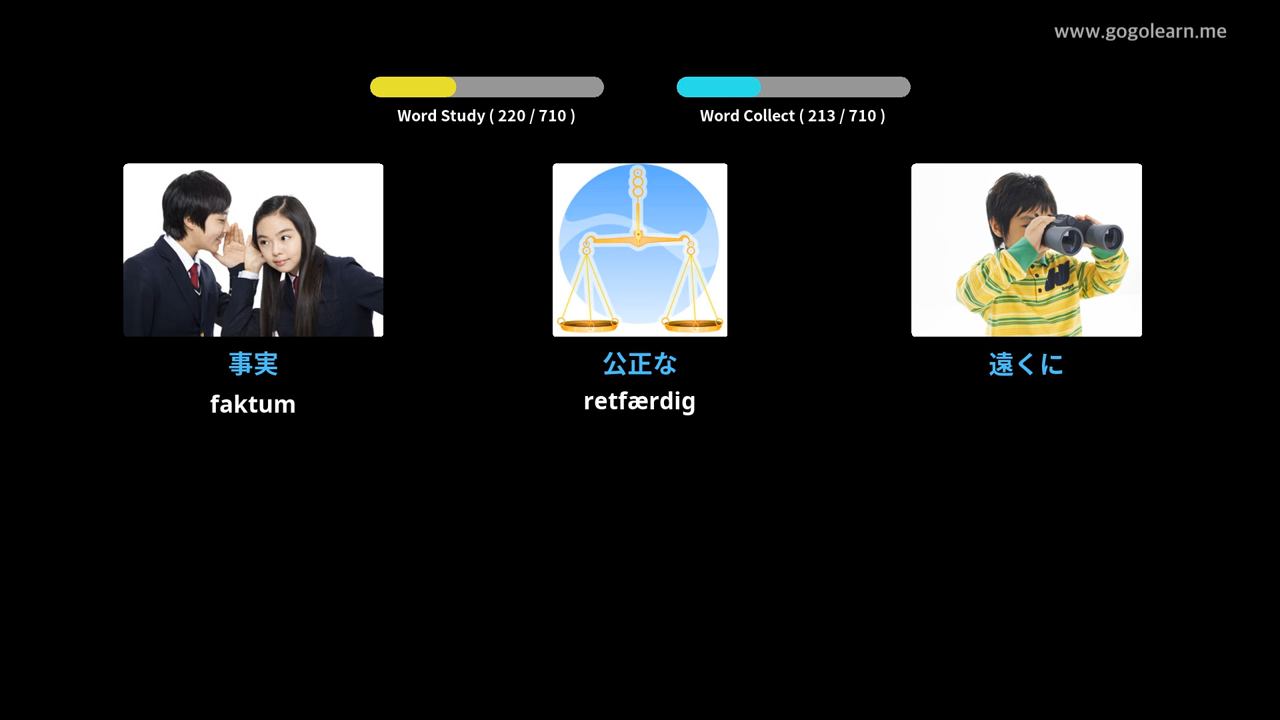 www.gogolearn.me
Word Study ( 220 / 710 )
Word Collect ( 213 / 710 )
事実
公正な
遠くに
faktum
retfærdig